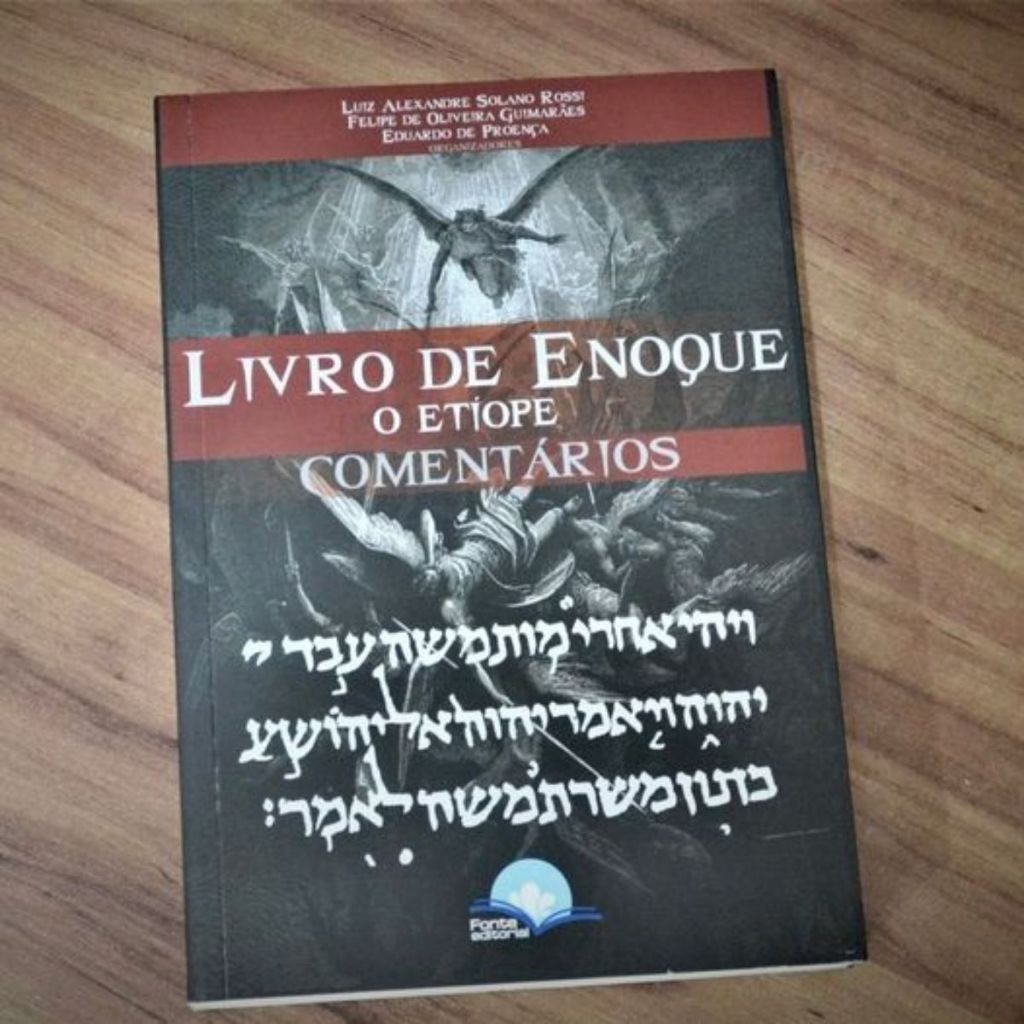 LUIZ ALEXANDRE SOLANO ROSSI
FELIPE DE OLIVEIRA GUIMARÃES
EDUARDO DE PROENÇA
ORGANIZADORES
LIVRO DE ENOQUE
O ETÍOPE
COMENTÁRIOS
ויהי אחרי מות משה עבד יי
יהוה ויאמר יהוה אל יהושע
בן נון משרת משה לאמר׃
Fonte
editorial